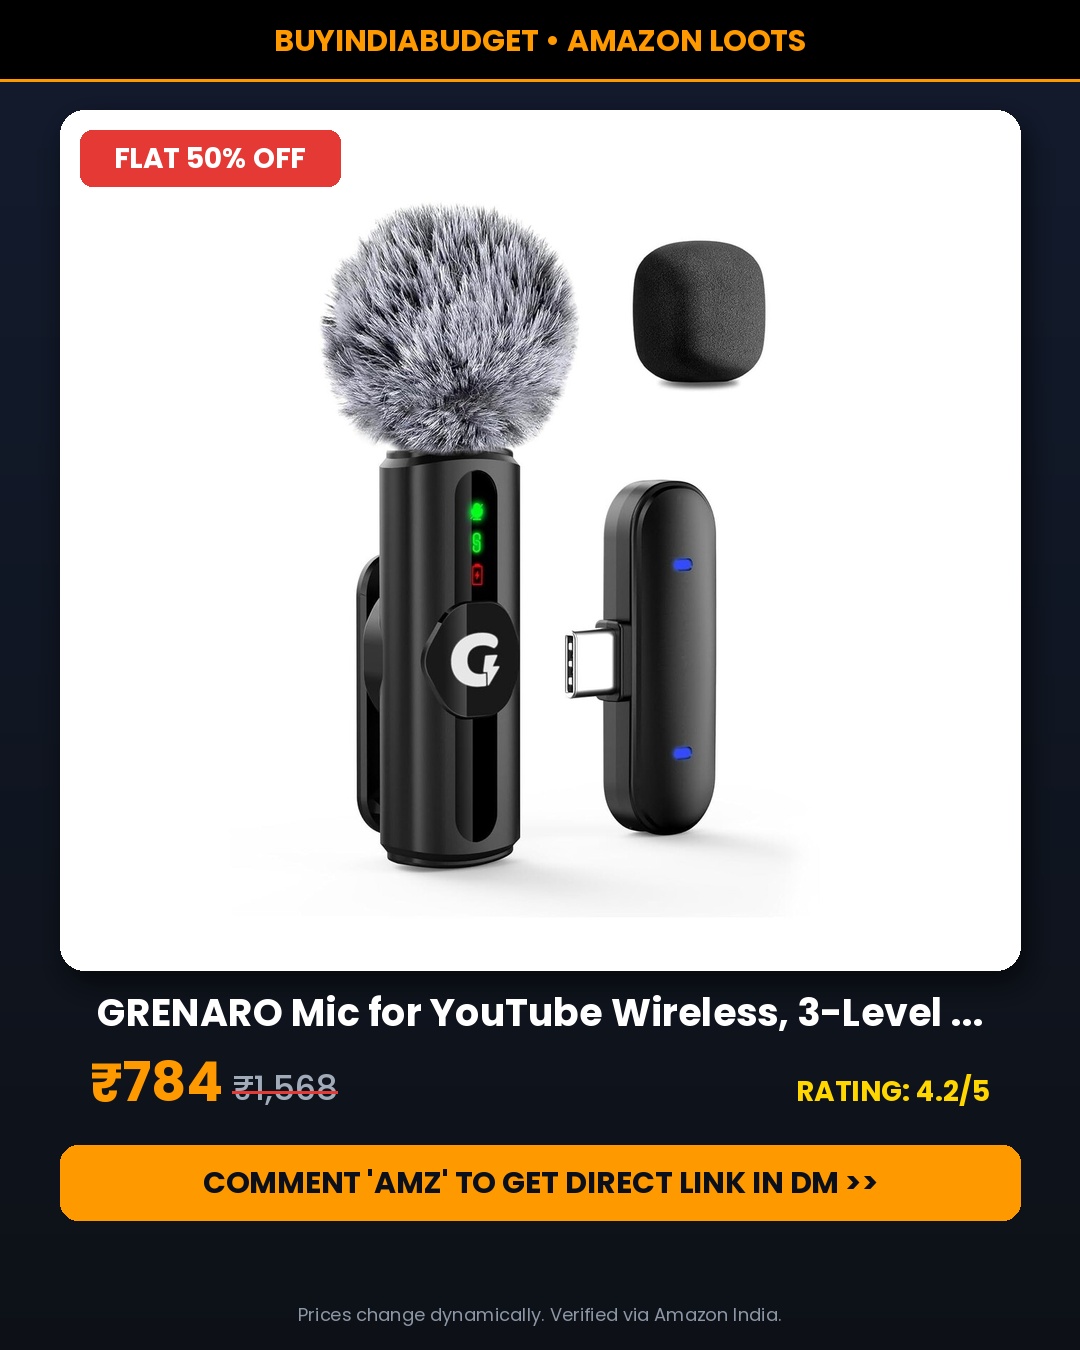 BUYINDIABUDGET • AMAZON LOOTS
FLAT 50% OFF
G
GRENARO Mic for YouTube Wireless, 3-Level ...
₹784 ₹1,568
RATING: 4.2/5
COMMENT 'AMZ' TO GET DIRECT LINK IN DM >>
Prices change dynamically. Verified via Amazon India.